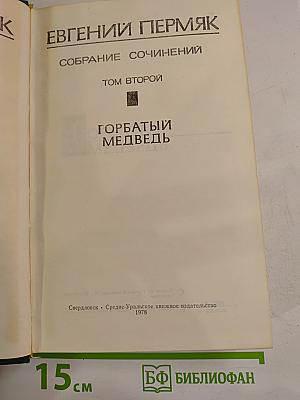 К
ЕВГЕНИЙ ПЕРМЯК
СОБРАНИЕ СОЧИНЕНИЙ
ТОМ ВТОРОЙ
ГОРБАТЫЙ
МЕДВЕДЬ
Свердловск • Средне-Уральское книжное издательство
1978
15 см
БФ БИБЛИОФАН